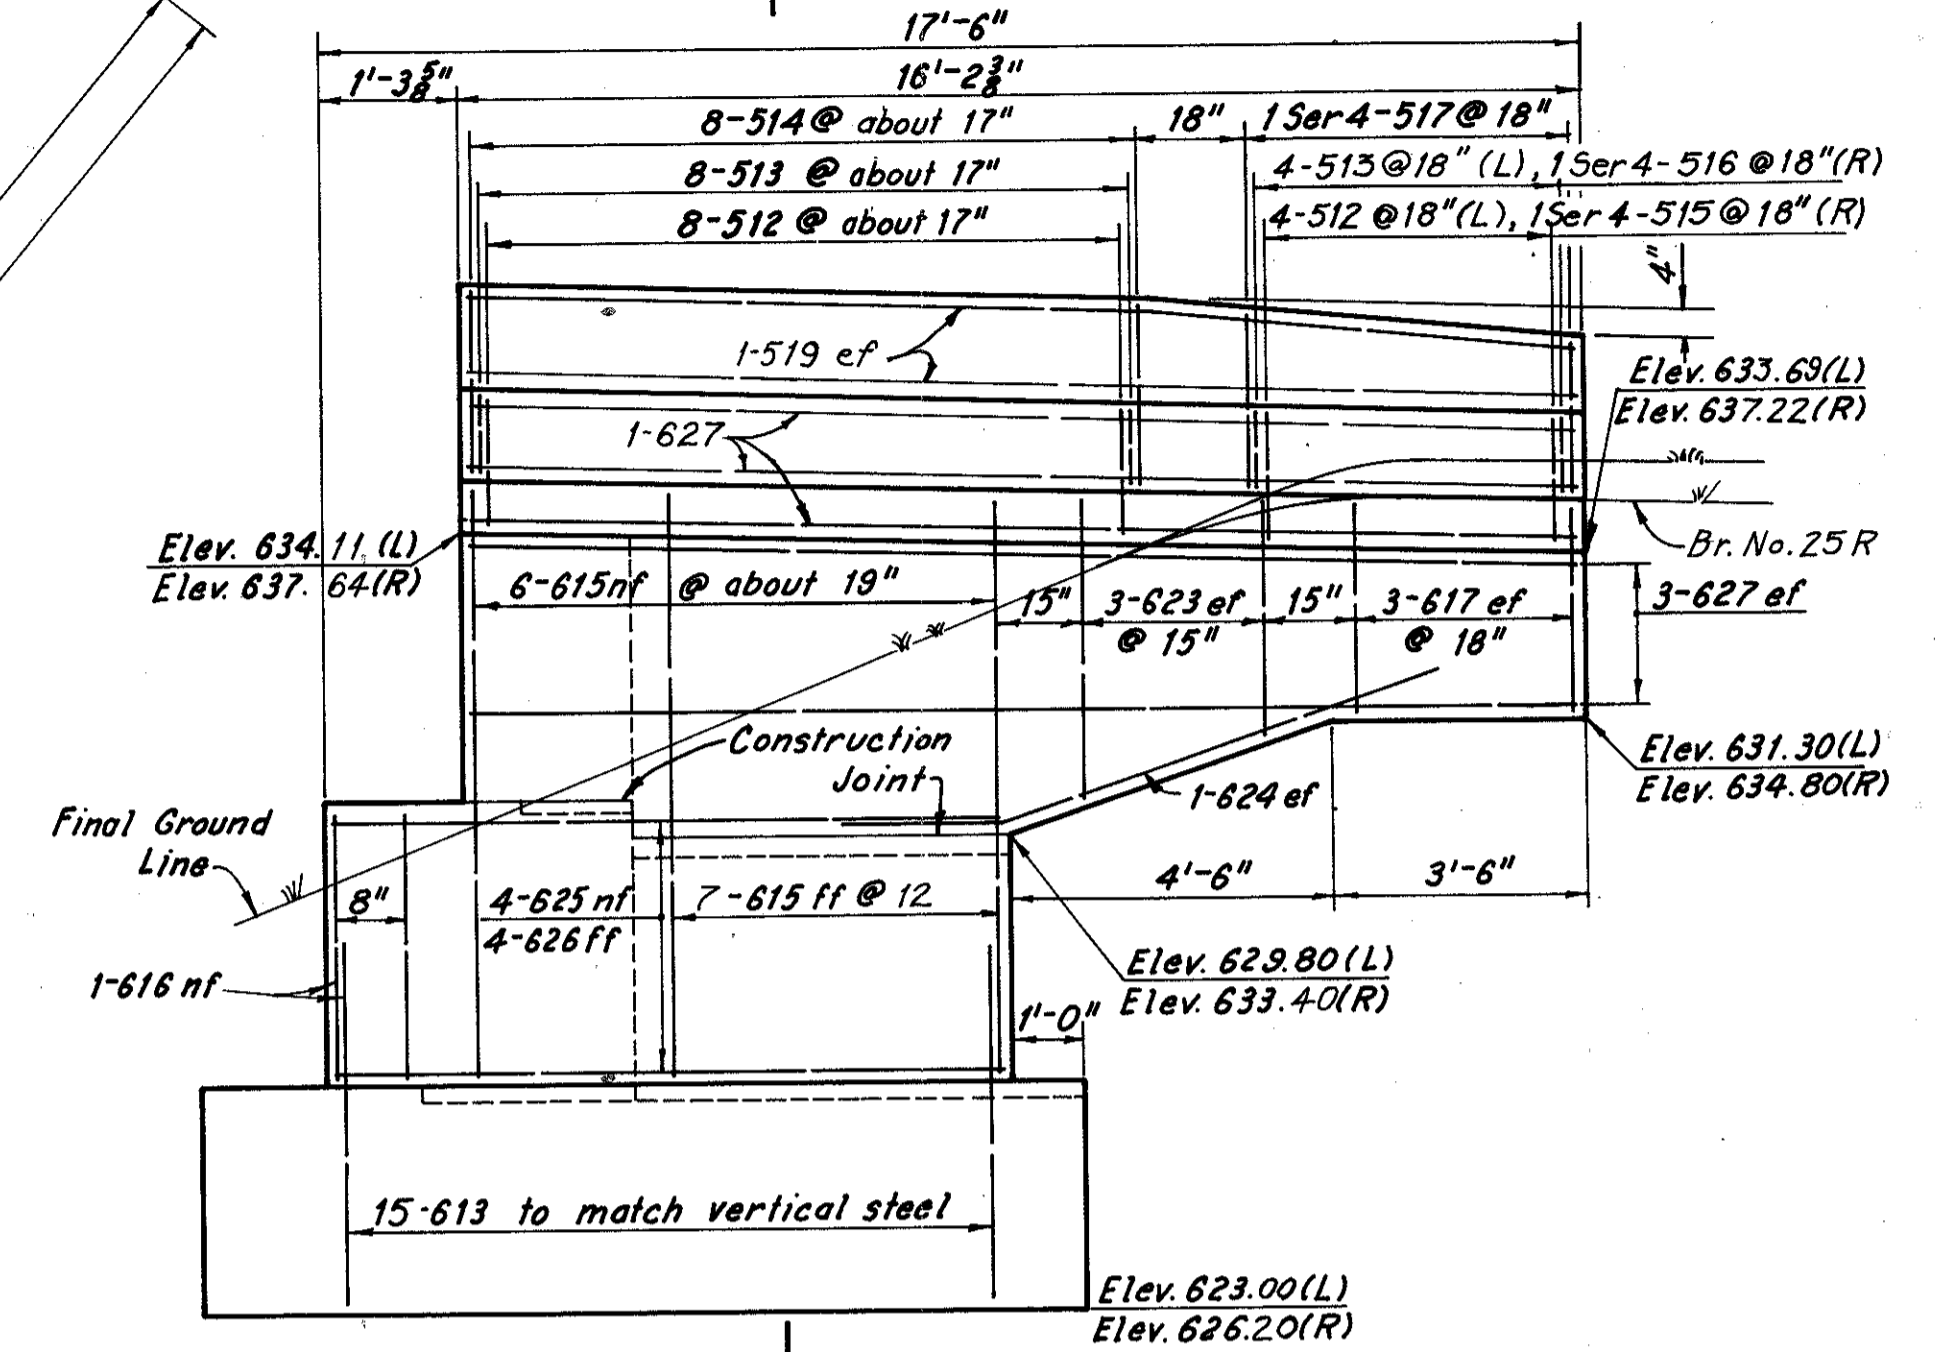 17'-6"
1'-3⅝" 16'-2⅜"
8-514 @ about 17" 18" 1 Ser 4-517 @ 18"
8-513 @ about 17" 4-513 @ 18" (L), 1 Ser 4-516 @ 18" (R)
8-512 @ about 17" 4-512 @ 18" (L), 1 Ser 4-515 @ 18" (R)
4"
1-519 ef
Elev. 633.69 (L)
Elev. 637.22 (R)
1-627
Elev. 634.11 (L)
Elev. 637.64 (R)
Br. No. 25 R
6-615 nf @ about 19"
15"
3-623 ef
@ 15"
15"
3-617 ef
@ 18"
3-627 ef
Construction
Joint
1-624 ef
Elev. 631.30 (L)
Elev. 634.80 (R)
Final Ground
Line
8"
4-625 nf
4-626 ff
7-615 ff @ 12
4'-6"
3'-6"
1-616 nf
Elev. 629.80 (L)
Elev. 633.40 (R)
1'-0"
15-613 to match vertical steel
Elev. 623.00 (L)
Elev. 626.20 (R)